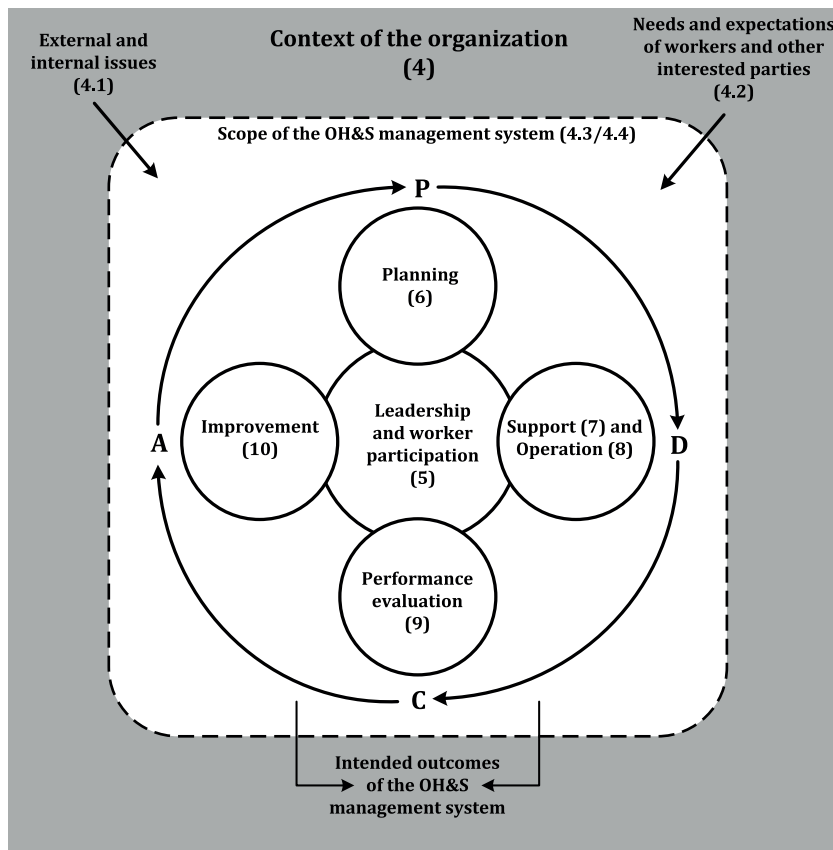 Context of the organization
(4)
External and
internal issues
(4.1)
Needs and expectations
of workers and other
interested parties
(4.2)
Scope of the OH&S management system (4.3/4.4)
P
Planning
(6)
A
Improvement
(10)
Leadership
and worker
participation
(5)
Support (7) and
Operation (8)
D
Performance
evaluation
(9)
C
Intended outcomes
of the OH&S
management system